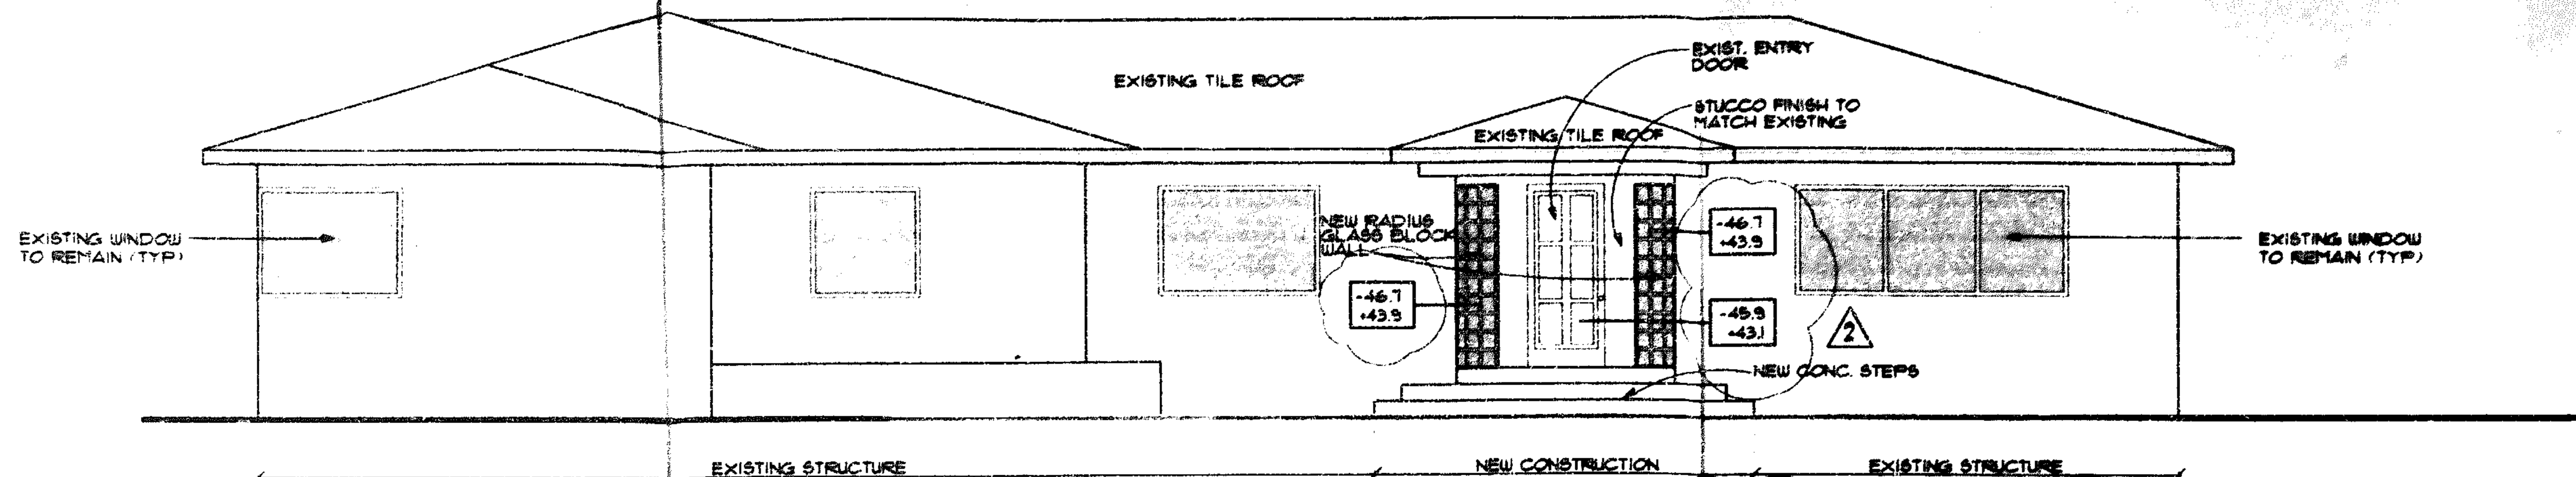 EXIST. ENTRY
DOOR
EXISTING TILE ROOF
STUCCO FINISH TO
MATCH EXISTING
EXISTING TILE ROOF
NEW RADIUS
GLASS BLOCK
WALL
-46.7
+43.9
EXISTING WINDOW
TO REMAIN (TYP)
EXISTING WINDOW
TO REMAIN (TYP)
-46.7
+43.9
-45.9
+43.1
2
NEW CONC. STEPS
EXISTING STRUCTURE
NEW CONSTRUCTION
EXISTING STRUCTURE